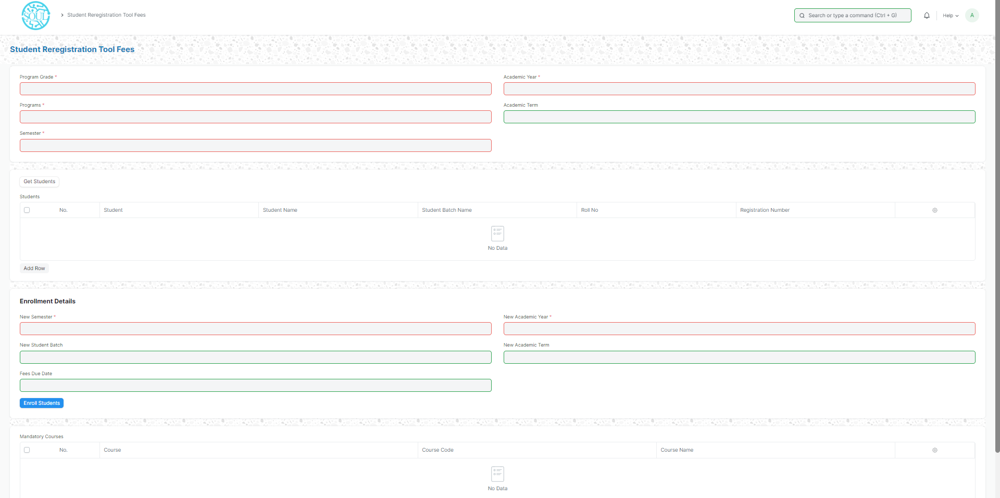 SOUL
Student Reregistration Tool Fees
Search or type a command (Ctrl + G)
Help
A
Student Reregistration Tool Fees
Program Grade *
Academic Year *
Programs *
Academic Term
Semester *
Get Students
Students
No. Student Student Name Student Batch Name Roll No Registration Number
No Data
Add Row
Enrollment Details
New Semester *
New Academic Year *
New Student Batch
New Academic Term
Fees Due Date
Enroll Students
Mandatory Courses
No. Course Course Code Course Name
No Data